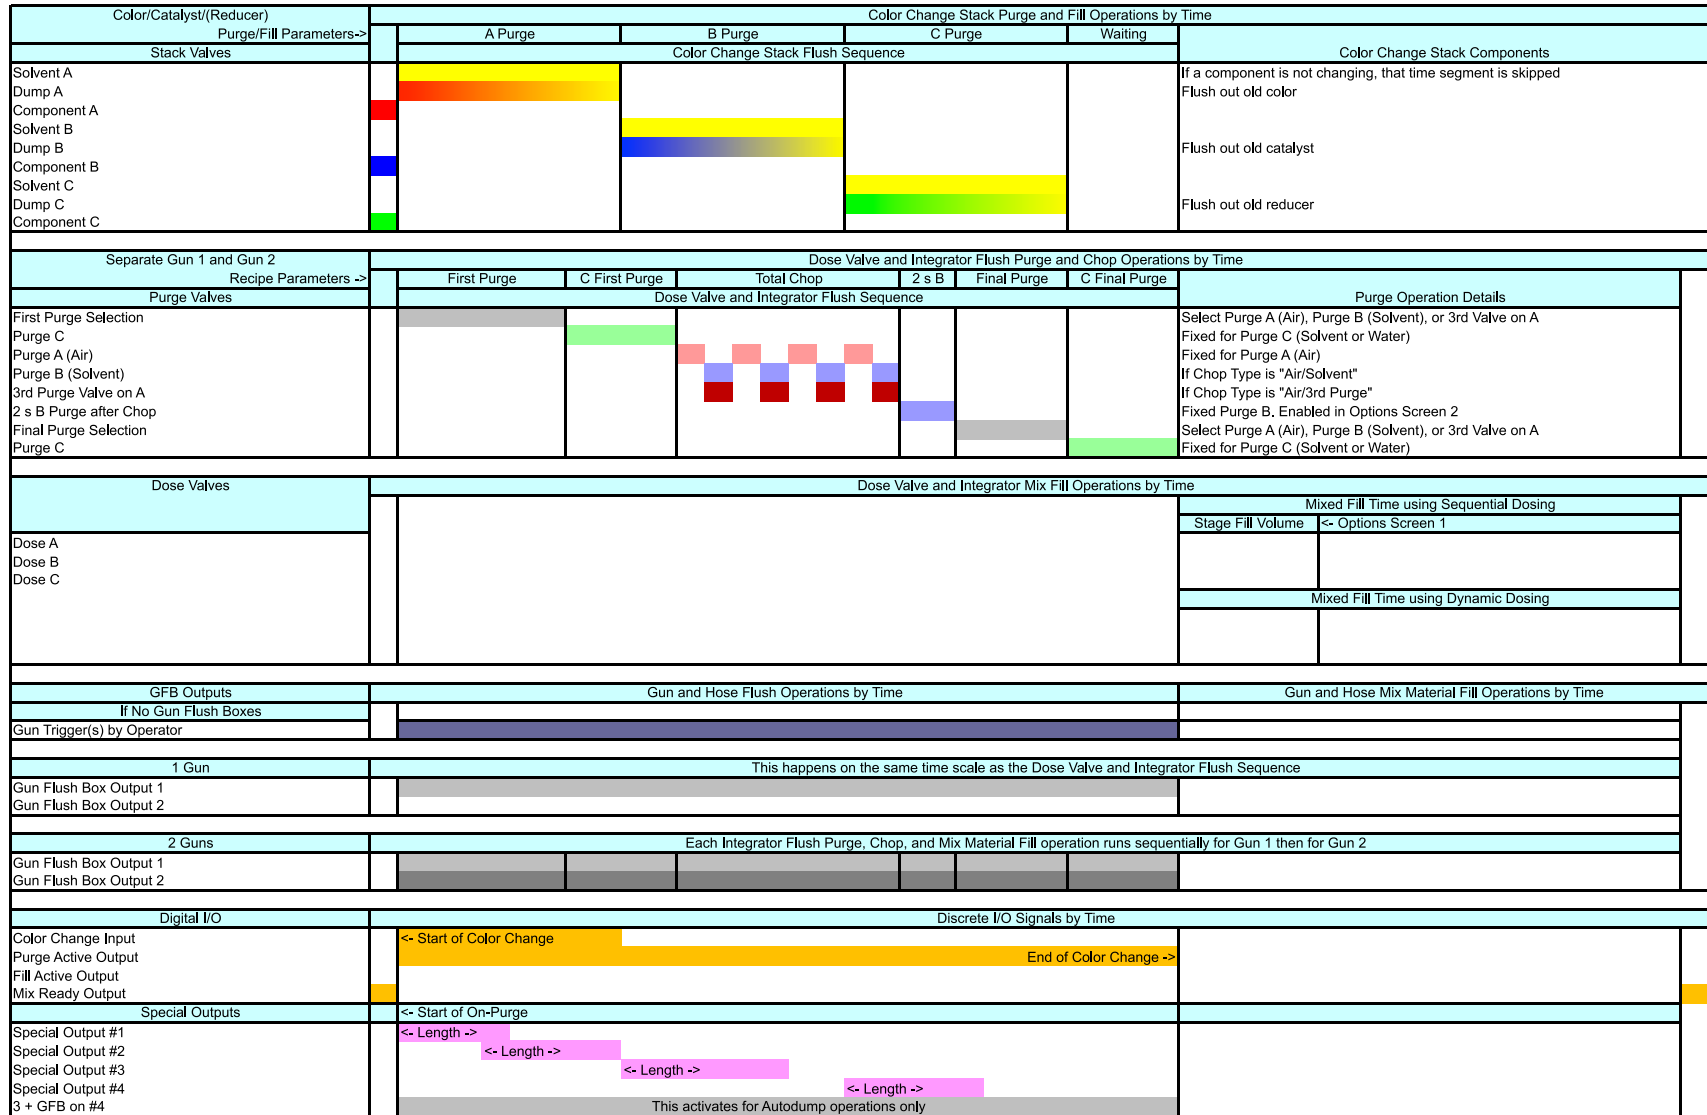 Color/Catalyst/(Reducer)
Color Change Stack Purge and Fill Operations by Time
Purge/Fill Parameters->
A Purge
B Purge
C Purge
Waiting
Stack Valves
Color Change Stack Flush Sequence
Color Change Stack Components
Solvent A
If a component is not changing, that time segment is skipped
Dump A
Flush out old color
Component A
Solvent B
Dump B
Flush out old catalyst
Component B
Solvent C
Dump C
Flush out old reducer
Component C
Separate Gun 1 and Gun 2
Dose Valve and Integrator Flush Purge and Chop Operations by Time
Recipe Parameters ->
First Purge
C First Purge
Total Chop
2 s B
Final Purge
C Final Purge
Purge Valves
Dose Valve and Integrator Flush Sequence
Purge Operation Details
First Purge Selection
Select Purge A (Air), Purge B (Solvent), or 3rd Valve on A
Purge C
Fixed for Purge C (Solvent or Water)
Purge A (Air)
Fixed for Purge A (Air)
Purge B (Solvent)
If Chop Type is "Air/Solvent"
3rd Purge Valve on A
If Chop Type is "Air/3rd Purge"
2 s B Purge after Chop
Fixed Purge B. Enabled in Options Screen 2
Final Purge Selection
Select Purge A (Air), Purge B (Solvent), or 3rd Valve on A
Purge C
Fixed for Purge C (Solvent or Water)
Dose Valves
Dose Valve and Integrator Mix Fill Operations by Time
Mixed Fill Time using Sequential Dosing
Stage Fill Volume
<- Options Screen 1
Dose A
Dose B
Dose C
Mixed Fill Time using Dynamic Dosing
GFB Outputs
Gun and Hose Flush Operations by Time
Gun and Hose Mix Material Fill Operations by Time
If No Gun Flush Boxes
Gun Trigger(s) by Operator
1 Gun
This happens on the same time scale as the Dose Valve and Integrator Flush Sequence
Gun Flush Box Output 1
Gun Flush Box Output 2
2 Guns
Each Integrator Flush Purge, Chop, and Mix Material Fill operation runs sequentially for Gun 1 then for Gun 2
Gun Flush Box Output 1
Gun Flush Box Output 2
Digital I/O
Discrete I/O Signals by Time
Color Change Input
<- Start of Color Change
Purge Active Output
End of Color Change ->
Fill Active Output
Mix Ready Output
Special Outputs
<- Start of On-Purge
Special Output #1
<- Length ->
Special Output #2
<- Length ->
Special Output #3
<- Length ->
Special Output #4
<- Length ->
3 + GFB on #4
This activates for Autodump operations only